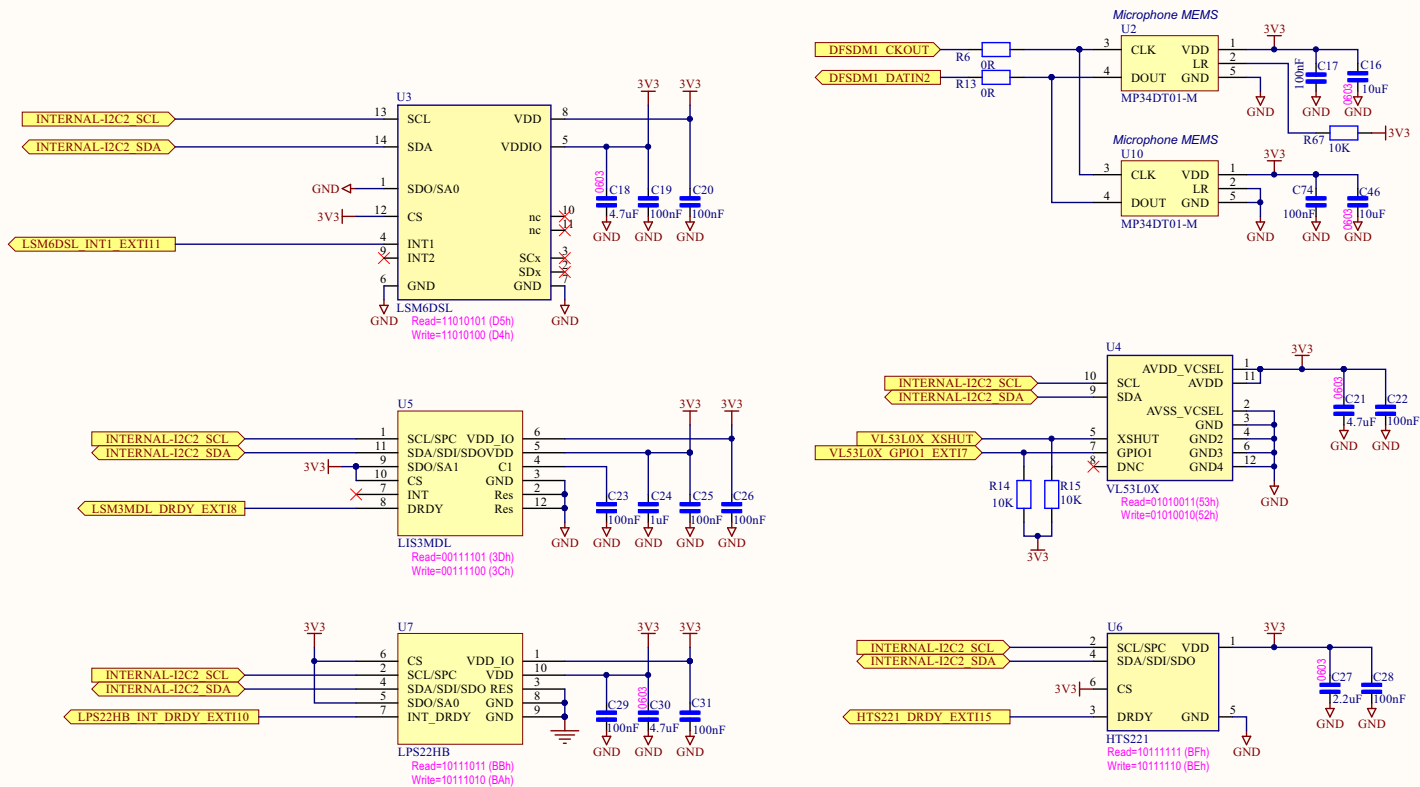 Microphone MEMS
U2
DFSDM1_CKOUT
R6
0R
3
CLK
VDD
1
3V3
DFSDM1_DATIN2
R13
0R
4
DOUT
LR
2
GND
5
MP34DT01-M
100nF
C17
C16
0603
10uF
GND
GND
GND
R67
10K
3V3
Microphone MEMS
U10
3
CLK
VDD
1
3V3
LR
2
4
DOUT
GND
5
MP34DT01-M
C74
100nF
C46
0603
10uF
GND
GND
GND
U3
3V3
3V3
INTERNAL-I2C2_SCL
13
SCL
VDD
8
INTERNAL-I2C2_SDA
14
SDA
VDDIO
5
GND
1
SDO/SA0
3V3
12
CS
nc
10
nc
11
LSM6DSL_INT1_EXTI11
4
INT1
9
INT2
SCx
3
SDx
2
6
GND
GND
7
LSM6DSL
GND
GND
0603
C18
4.7uF
C19
100nF
C20
100nF
GND
GND
GND
Read=11010101 (D5h)
Write=11010100 (D4h)
U4
3V3
INTERNAL-I2C2_SCL
10
SCL
AVDD_VCSEL
1
INTERNAL-I2C2_SDA
9
SDA
AVDD
11
AVSS_VCSEL
2
GND
3
VL53L0X_XSHUT
5
XSHUT
GND2
4
VL53L0X_GPIO1_EXTI7
7
GPIO1
GND3
6
8
DNC
GND4
12
VL53L0X
GND
0603
C21
4.7uF
C22
100nF
GND
GND
R14
10K
R15
10K
3V3
Read=01010011(53h)
Write=01010010(52h)
U5
3V3
3V3
INTERNAL-I2C2_SCL
1
SCL/SPC
VDD_IO
6
INTERNAL-I2C2_SDA
11
SDA/SDI/SDO
VDD
5
3V3
9
SDO/SA1
C1
4
10
CS
GND
3
7
INT
Res
2
LSM3MDL_DRDY_EXTI8
8
DRDY
Res
12
LIS3MDL
GND
C23
100nF
C24
1uF
C25
100nF
C26
100nF
GND
GND
GND
GND
Read=00111101 (3Dh)
Write=00111100 (3Ch)
U7
3V3
3V3
3V3
6
CS
VDD_IO
1
INTERNAL-I2C2_SCL
2
SCL/SPC
VDD
10
INTERNAL-I2C2_SDA
4
SDA/SDI/SDO
RES
3
5
SDO/SA0
GND
8
LPS22HB_INT_DRDY_EXTI10
7
INT_DRDY
GND
9
LPS22HB
C29
100nF
0603
C30
4.7uF
C31
100nF
GND
GND
GND
Read=10111011 (BBh)
Write=10111010 (BAh)
U6
3V3
INTERNAL-I2C2_SCL
2
SCL/SPC
VDD
1
INTERNAL-I2C2_SDA
4
SDA/SDI/SDO
3V3
6
CS
HTS221_DRDY_EXTI15
3
DRDY
GND
5
HTS221
GND
0603
C27
2.2uF
C28
100nF
GND
GND
Read=10111111 (BFh)
Write=10111110 (BEh)